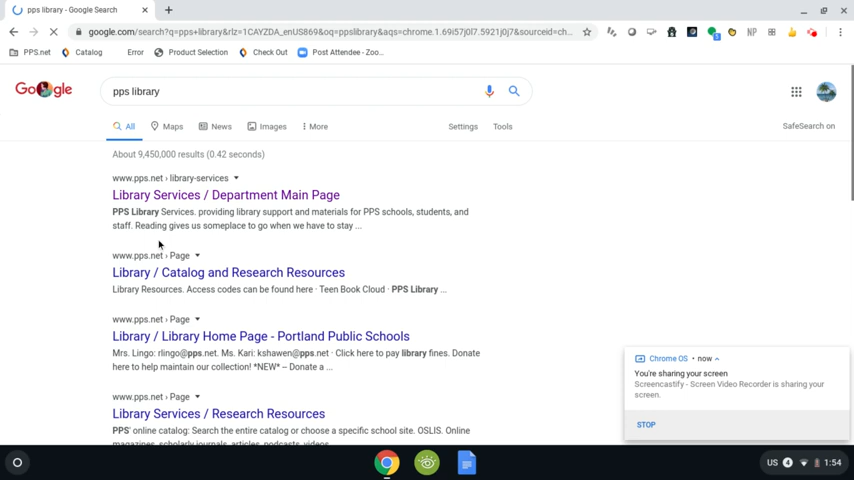 pps library - Google Search
google.com/search?q=pps+library&rlz=1CAYZDA_enUS869&oq=ppslibrary&aqs=chrome.1.69i57j0l7.5921j0j7&sourceid=ch...
PPS.net Catalog Error Product Selection Check Out Post Attendee - Zoo...
Google pps library
All Maps News Images More Settings Tools SafeSearch on
About 9,450,000 results (0.42 seconds)
www.pps.net › library-services
Library Services / Department Main Page
PPS Library Services. providing library support and materials for PPS schools, students, and
staff. Reading gives us someplace to go when we have to stay ...
www.pps.net › Page
Library / Catalog and Research Resources
Library Resources. Access codes can be found here · Teen Book Cloud · PPS Library ...
www.pps.net › Page
Library / Library Home Page - Portland Public Schools
Mrs. Lingo: rlingo@pps.net. Ms. Kari: kshawen@pps.net · Click here to pay library fines. Donate
here to help maintain our collection! *NEW* – Donate a ...
www.pps.net › Page
Library Services / Research Resources
PPS' online catalog: Search the entire catalog or choose a specific school site. OSLIS. Online
magazines, scholarly journals, articles, podcasts, videos
Chrome OS • now
You're sharing your screen
Screencastify - Screen Video Recorder is sharing your
screen.
STOP
US 4 1:54